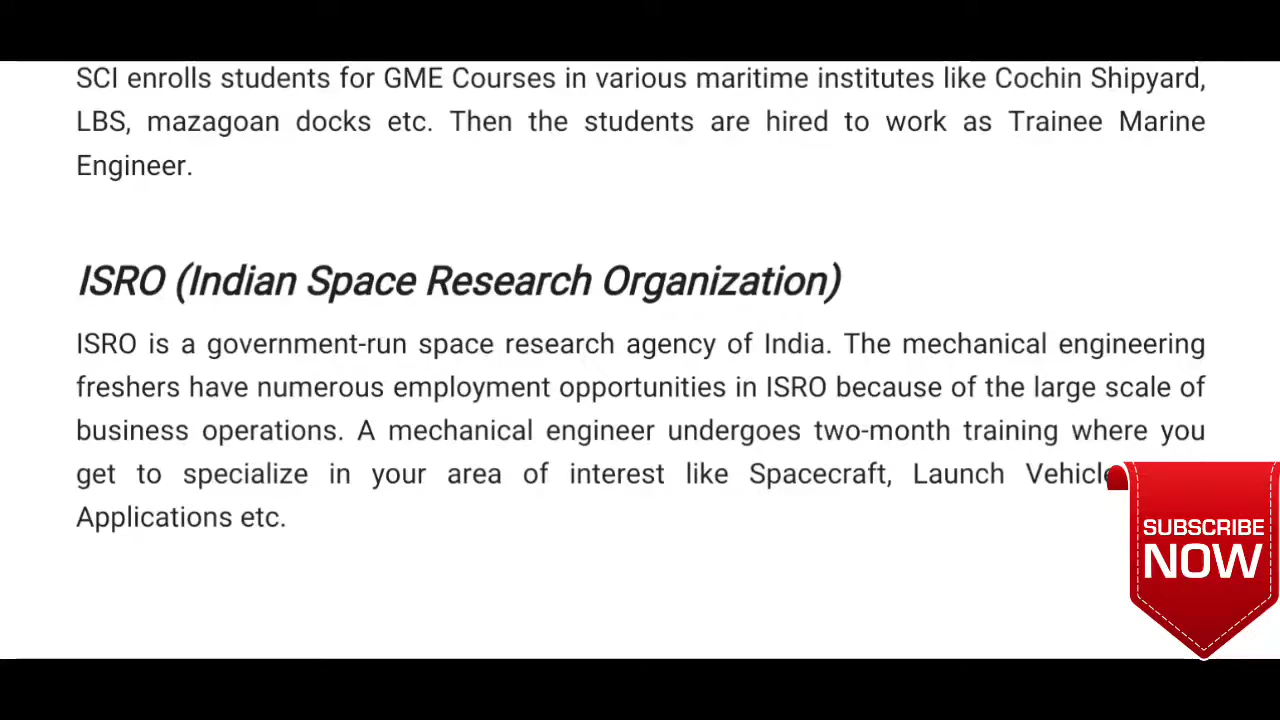 SCI enrolls students for GME Courses in various maritime institutes like Cochin Shipyard,
LBS, mazagoan docks etc. Then the students are hired to work as Trainee Marine
Engineer.
ISRO (Indian Space Research Organization)
ISRO is a government-run space research agency of India. The mechanical engineering
freshers have numerous employment opportunities in ISRO because of the large scale of
business operations. A mechanical engineer undergoes two-month training where you
get to specialize in your area of interest like Spacecraft, Launch
Applications etc.
SUBSCRIBE
NOW